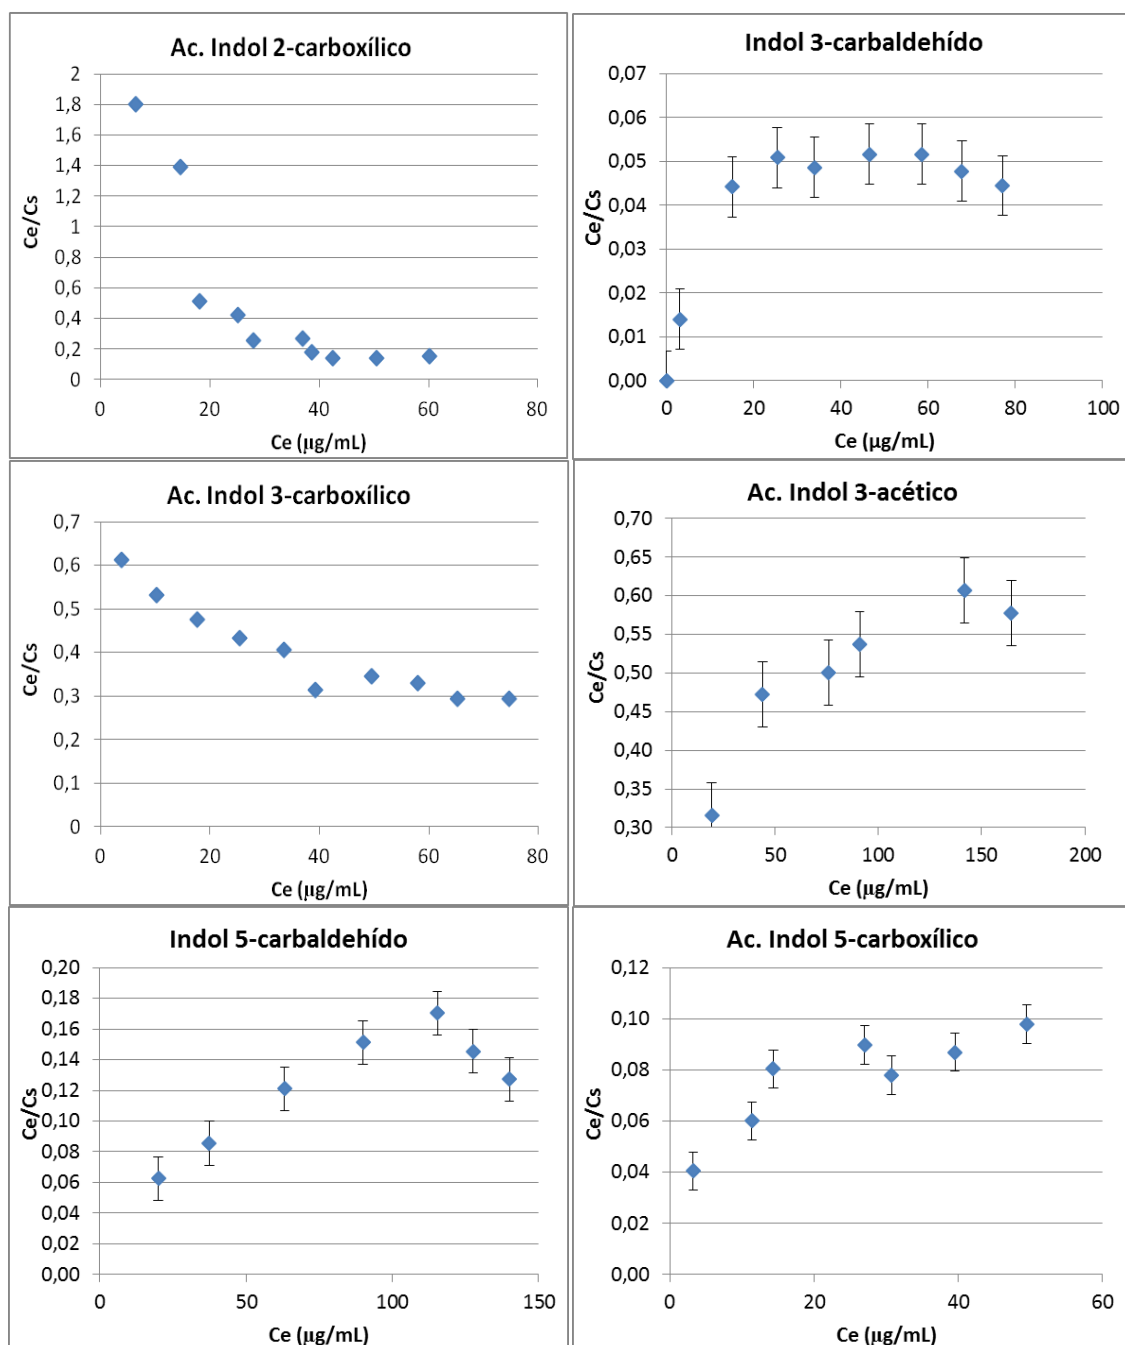 Ac. Indol 2-carboxílico
2
1,8
1,6
1,4
1,2
1
0,8
0,6
0,4
0,2
0
Ce/Cs
0 20 40 60 80
Ce (µg/mL)
Indol 3-carbaldehído
0,07
0,06
0,05
0,04
0,03
0,02
0,01
0,00
Ce/Cs
0 20 40 60 80 100
Ce (µg/mL)
Ac. Indol 3-carboxílico
0,7
0,6
0,5
0,4
0,3
0,2
0,1
0
Ce/Cs
0 20 40 60 80
Ce (µg/mL)
Ac. Indol 3-acético
0,70
0,65
0,60
0,55
0,50
0,45
0,40
0,35
0,30
Ce/Cs
0 50 100 150 200
Ce (µg/mL)
Indol 5-carbaldehído
0,20
0,18
0,16
0,14
0,12
0,10
0,08
0,06
0,04
0,02
0,00
Ce/Cs
0 50 100 150
Ce (µg/mL)
Ac. Indol 5-carboxílico
0,12
0,10
0,08
0,06
0,04
0,02
0,00
Ce/Cs
0 20 40 60
Ce (µg/mL)